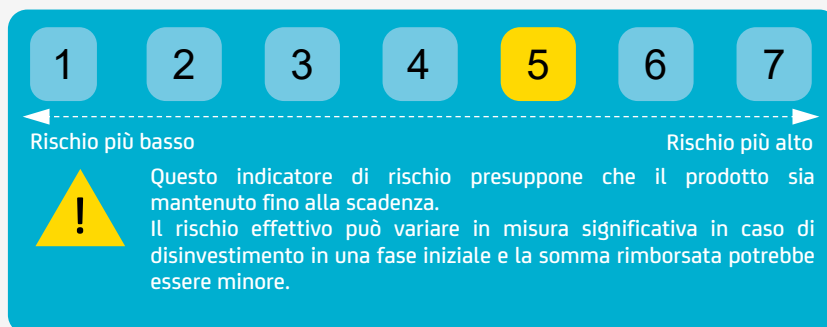 1 2 3 4 5 6 7
Rischio più basso Rischio più alto
! Questo indicatore di rischio presuppone che il prodotto sia
mantenuto fino alla scadenza.
Il rischio effettivo può variare in misura significativa in caso di
disinvestimento in una fase iniziale e la somma rimborsata potrebbe
essere minore.